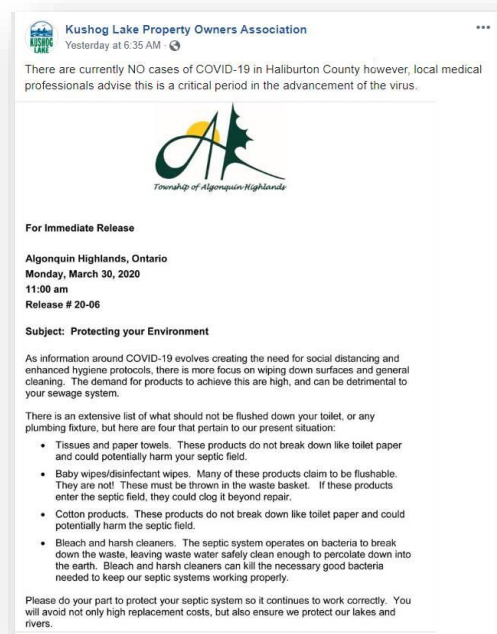 Kushog Lake Property Owners Association
Yesterday at 6:35 AM ·
KUSHOG
LAKE
There are currently NO cases of COVID-19 in Haliburton County however, local medical
professionals advise this is a critical period in the advancement of the virus.
Township of Algonquin Highlands
For Immediate Release
Algonquin Highlands, Ontario
Monday, March 30, 2020
11:00 am
Release # 20-06
Subject: Protecting your Environment
As information around COVID-19 evolves creating the need for social distancing and
enhanced hygiene protocols, there is more focus on wiping down surfaces and general
cleaning. The demand for products to achieve this are high, and can be detrimental to
your sewage system.
There is an extensive list of what should not be flushed down your toilet, or any
plumbing fixture, but here are four that pertain to our present situation:
• Tissues and paper towels. These products do not break down like toilet paper
and could potentially harm your septic field.
• Baby wipes/disinfectant wipes. Many of these products claim to be flushable.
They are not! These must be thrown in the waste basket. If these products
enter the septic field, they could clog it beyond repair.
• Cotton products. These products do not break down like toilet paper and could
potentially harm the septic field.
• Bleach and harsh cleaners. The septic system operates on bacteria to break
down the waste, leaving waste water safely clean enough to percolate down into
the earth. Bleach and harsh cleaners can kill the necessary good bacteria
needed to keep our septic systems working properly.
Please do your part to protect your septic system so it continues to work correctly. You
will avoid not only high replacement costs, but also ensure we protect our lakes and
rivers.